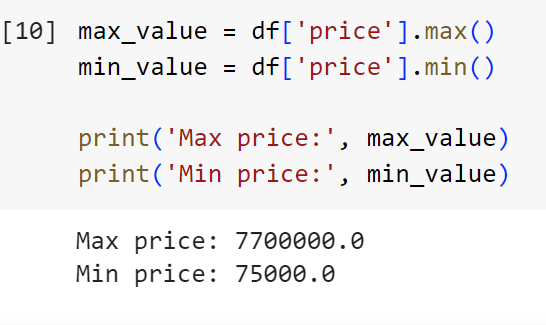 [10] max_value = df['price'].max()
min_value = df['price'].min()
print('Max price:', max_value)
print('Min price:', min_value)
Max price: 7700000.0
Min price: 75000.0